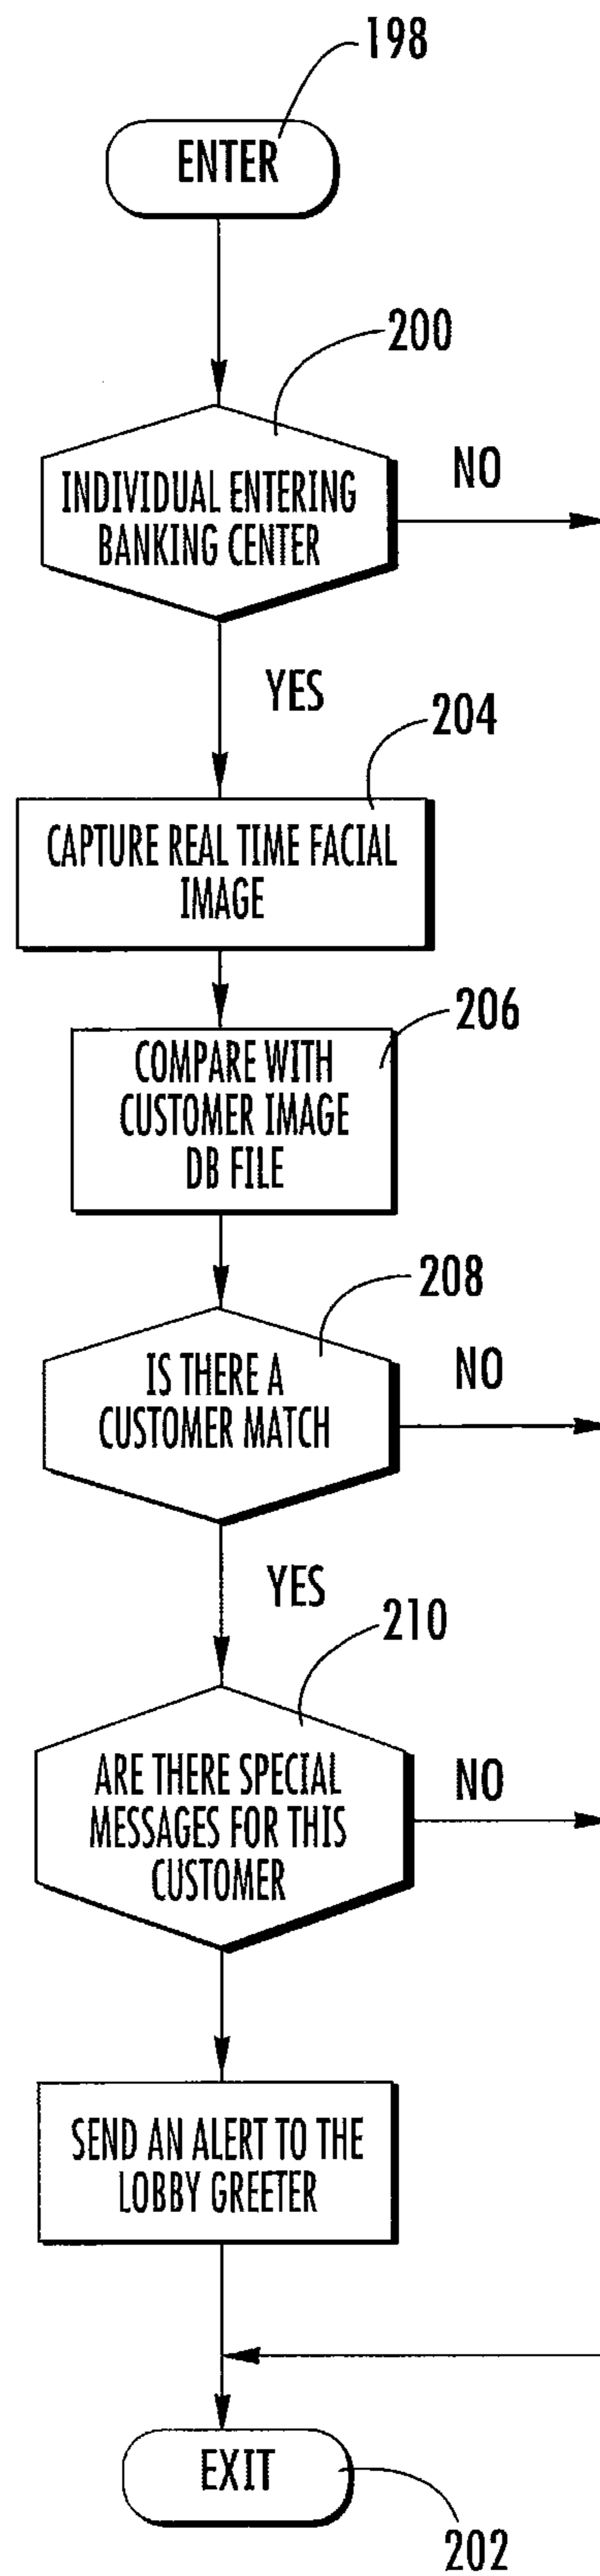 198
ENTER
200
INDIVIDUAL ENTERING
BANKING CENTER
NO
YES
204
CAPTURE REAL TIME FACIAL
IMAGE
206
COMPARE WITH
CUSTOMER IMAGE
DB FILE
208
IS THERE A
CUSTOMER MATCH
NO
YES
210
ARE THERE SPECIAL
MESSAGES FOR THIS
CUSTOMER
NO
SEND AN ALERT TO THE
LOBBY GREETER
EXIT
202